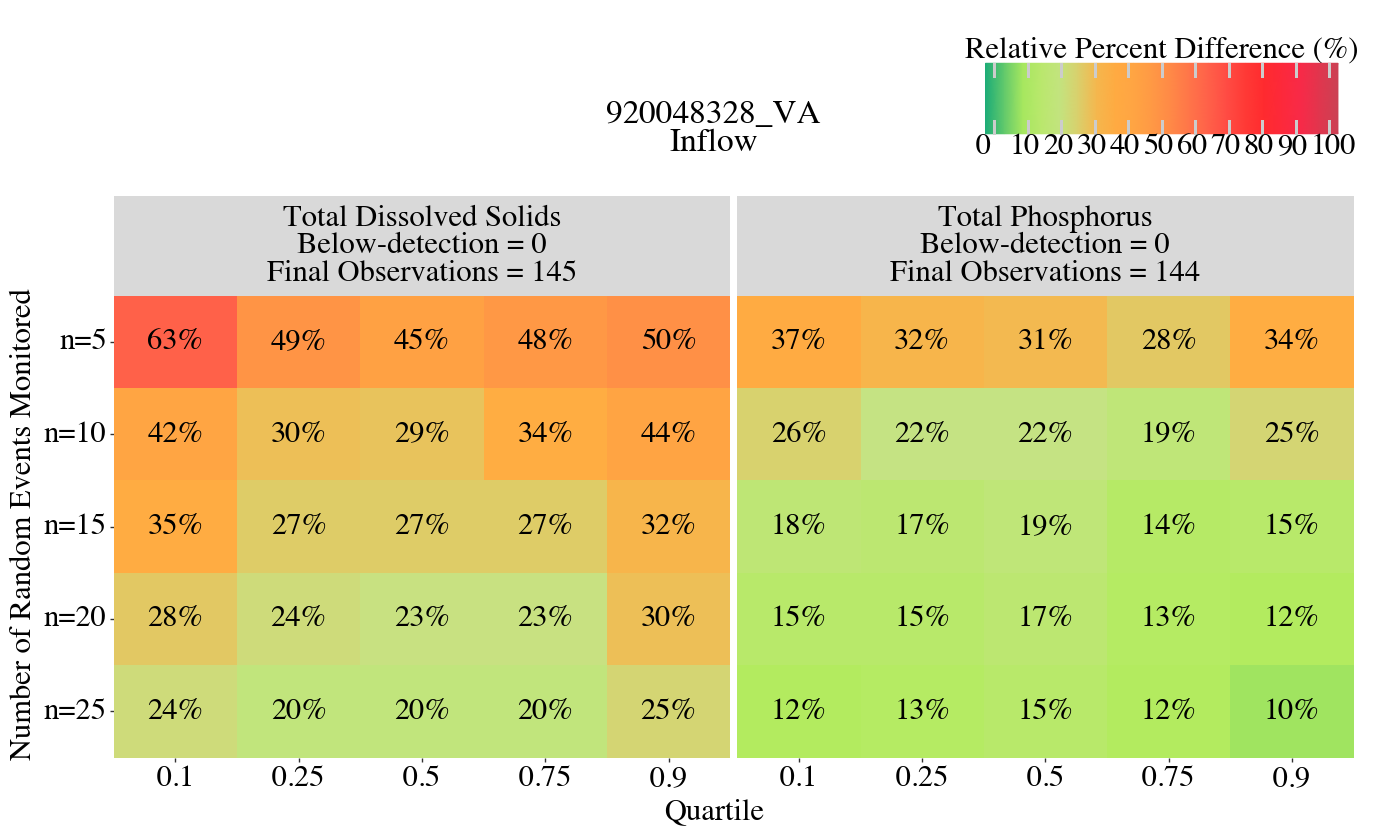 Relative Percent Difference (%)
0 10 20 30 40 50 60 70 80 90 100
920048328_VA
Inflow
Total Dissolved Solids
Below-detection = 0
Final Observations = 145
Total Phosphorus
Below-detection = 0
Final Observations = 144
Number of Random Events Monitored
n=5 63% 49% 45% 48% 50% 37% 32% 31% 28% 34%
n=10 42% 30% 29% 34% 44% 26% 22% 22% 19% 25%
n=15 35% 27% 27% 27% 32% 18% 17% 19% 14% 15%
n=20 28% 24% 23% 23% 30% 15% 15% 17% 13% 12%
n=25 24% 20% 20% 20% 25% 12% 13% 15% 12% 10%
0.1 0.25 0.5 0.75 0.9 0.1 0.25 0.5 0.75 0.9
Quartile